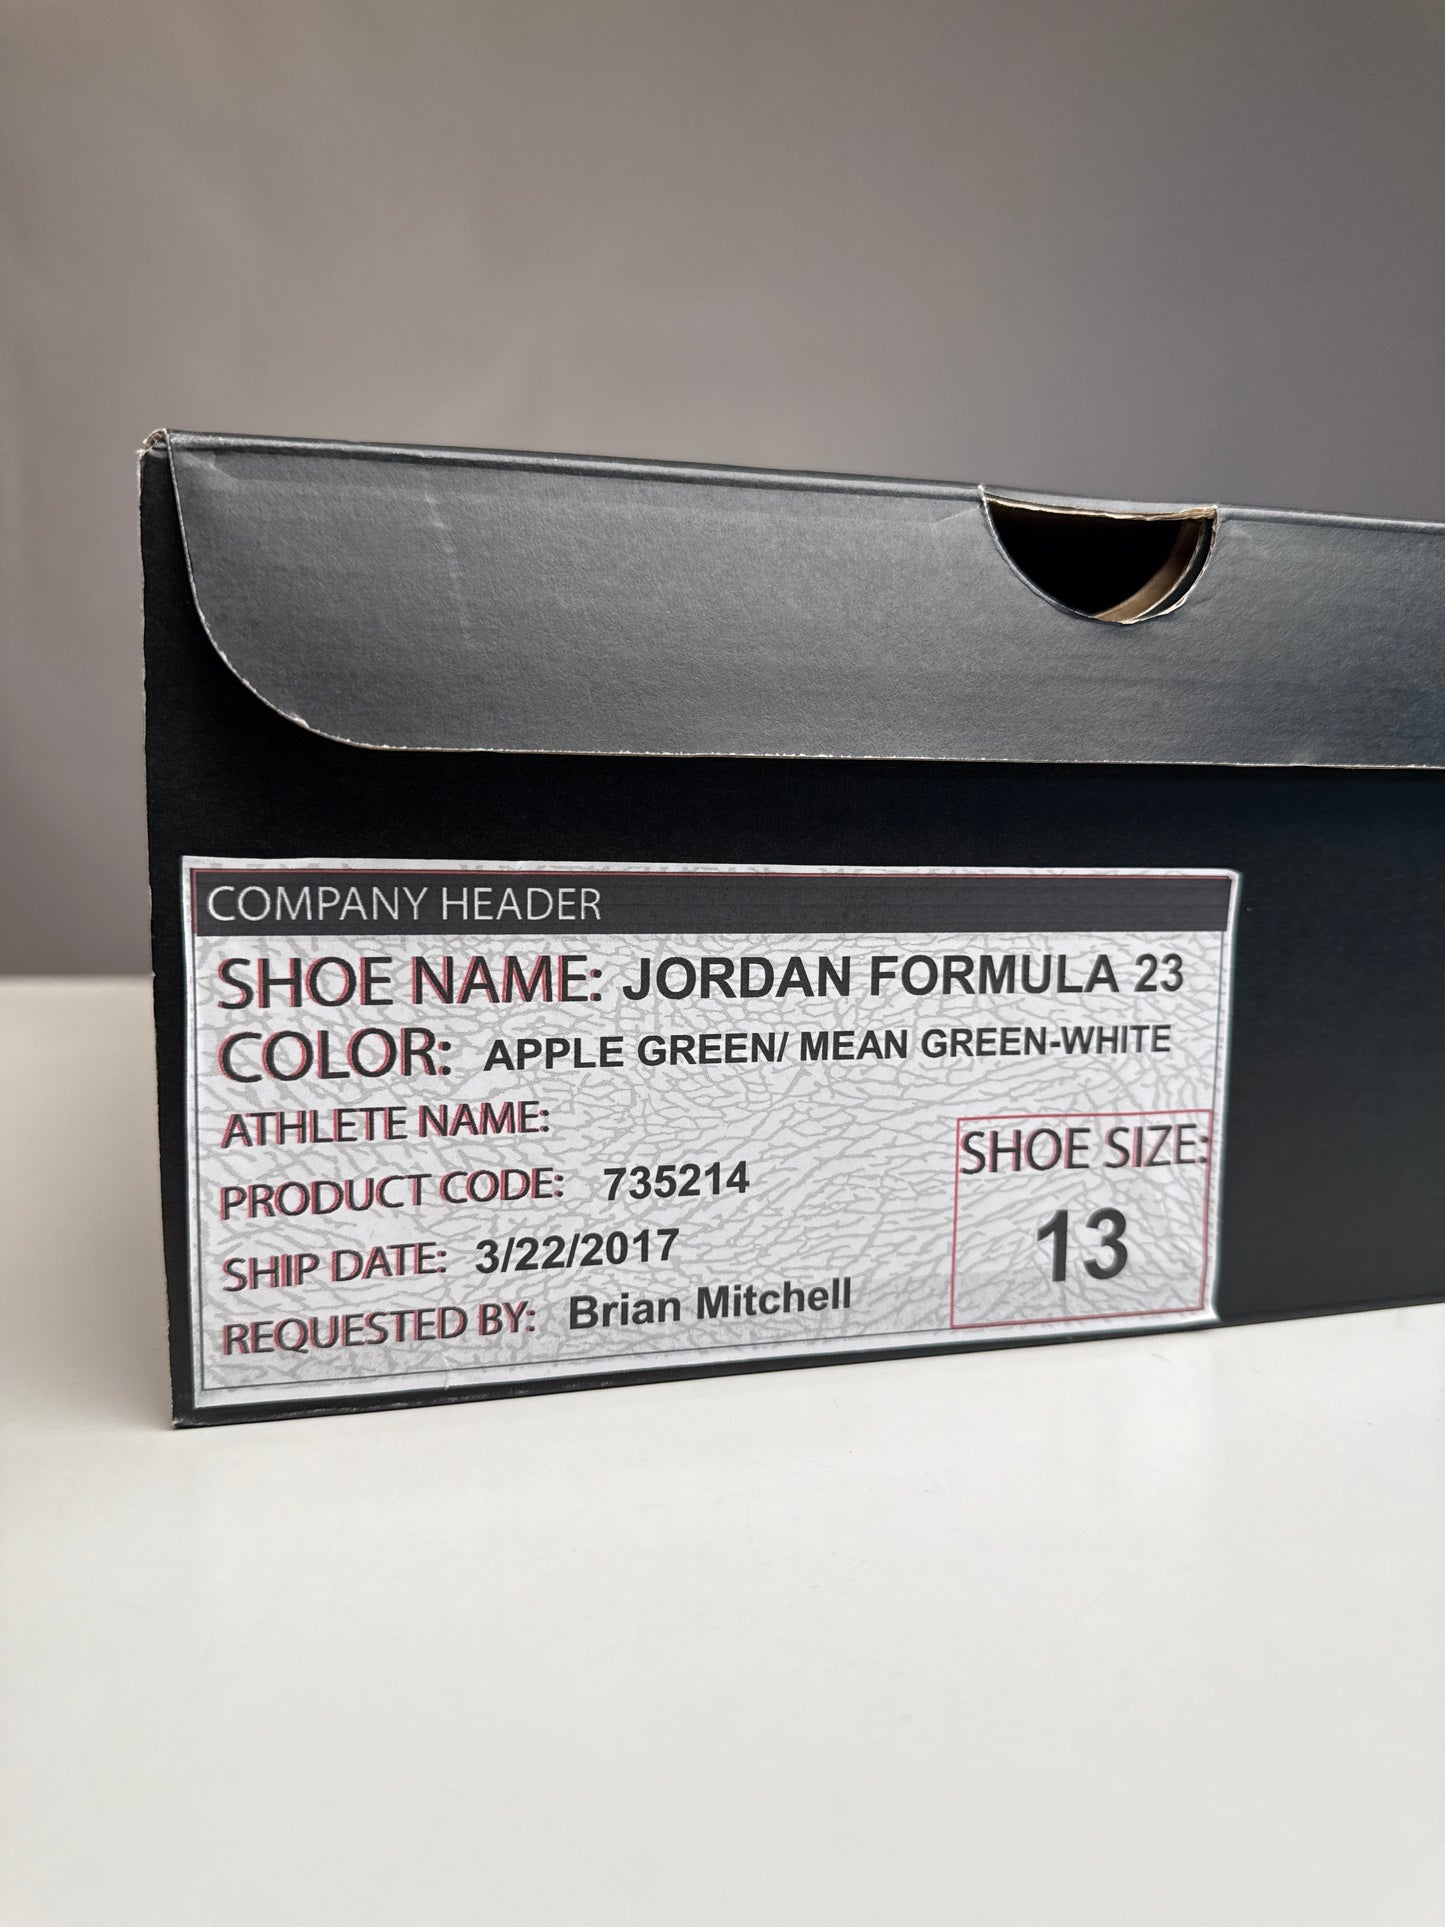 COMPANY HEADER
SHOE NAME: JORDAN FORMULA 23
COLOR: APPLE GREEN/ MEAN GREEN-WHITE
ATHLETE NAME:
PRODUCT CODE: 735214
SHIP DATE: 3/22/2017
REQUESTED BY: Brian Mitchell
SHOE SIZE:
13